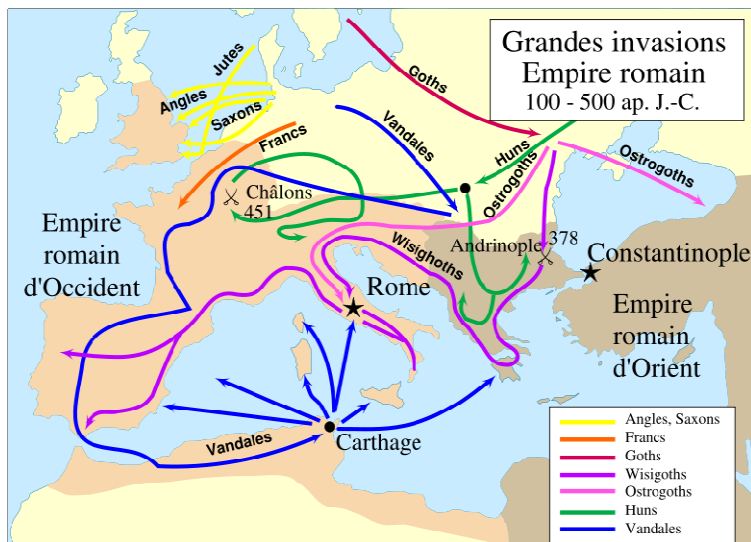 Grandes invasions
Empire romain
100 - 500 ap. J.-C.
Jutes
Angles
Saxons
Goths
Francs
Vandales
Huns
Ostrogoths
Ostrogoths
Châlons
451
Empire
romain
d'Occident
Wisighoths
Andrinople
378
Constantinople
Rome
Empire
romain
d'Orient
Vandales
Carthage
Angles, Saxons
Francs
Goths
Wisigoths
Ostrogoths
Huns
Vandales